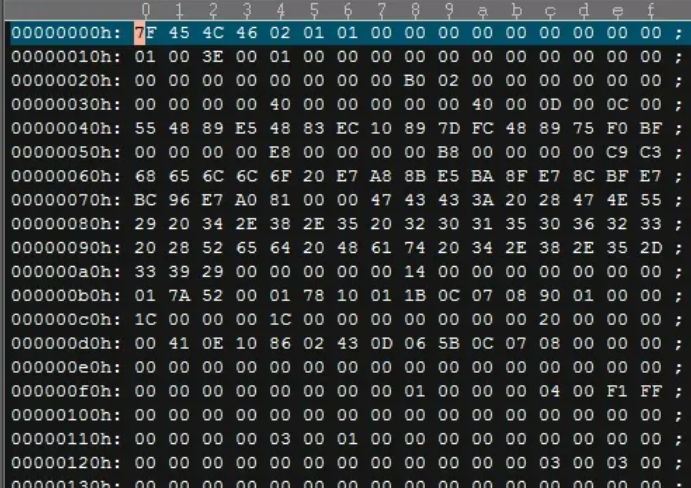 0 1 2 3 4 5 6 7 8 9 a b c d e f
00000000h: 7F 45 4C 46 02 01 01 00 00 00 00 00 00 00 00 00 ;
00000010h: 01 00 3E 00 01 00 00 00 00 00 00 00 00 00 00 00 ;
00000020h: 00 00 00 00 00 00 00 00 B0 02 00 00 00 00 00 00 ;
00000030h: 00 00 00 00 40 00 00 00 00 00 40 00 0D 00 0C 00 ;
00000040h: 55 48 89 E5 48 83 EC 10 89 7D FC 48 89 75 F0 BF ;
00000050h: 00 00 00 00 E8 00 00 00 00 B8 00 00 00 00 C9 C3 ;
00000060h: 68 65 6C 6C 6F 20 E7 A8 8B E5 BA 8F E7 8C BF E7 ;
00000070h: BC 96 E7 A0 81 00 00 47 43 43 3A 20 28 47 4E 55 ;
00000080h: 29 20 34 2E 38 2E 35 20 32 30 31 35 30 36 32 33 ;
00000090h: 20 28 52 65 64 20 48 61 74 20 34 2E 38 2E 35 2D ;
000000a0h: 33 39 29 00 00 00 00 00 14 00 00 00 00 00 00 00 ;
000000b0h: 01 7A 52 00 01 78 10 01 1B 0C 07 08 90 01 00 00 ;
000000c0h: 1C 00 00 00 1C 00 00 00 00 00 00 00 20 00 00 00 ;
000000d0h: 00 41 0E 10 86 02 43 0D 06 5B 0C 07 08 00 00 00 ;
000000e0h: 00 00 00 00 00 00 00 00 00 00 00 00 00 00 00 00 ;
000000f0h: 00 00 00 00 00 00 00 00 01 00 00 00 04 00 F1 FF ;
00000100h: 00 00 00 00 00 00 00 00 00 00 00 00 00 00 00 00 ;
00000110h: 00 00 00 00 03 00 01 00 00 00 00 00 00 00 00 00 ;
00000120h: 00 00 00 00 00 00 00 00 00 00 00 00 03 00 03 00 ;
00000130h: 00 00 00 00 00 00 00 00 00 00 00 00 00 00 00 00 ;